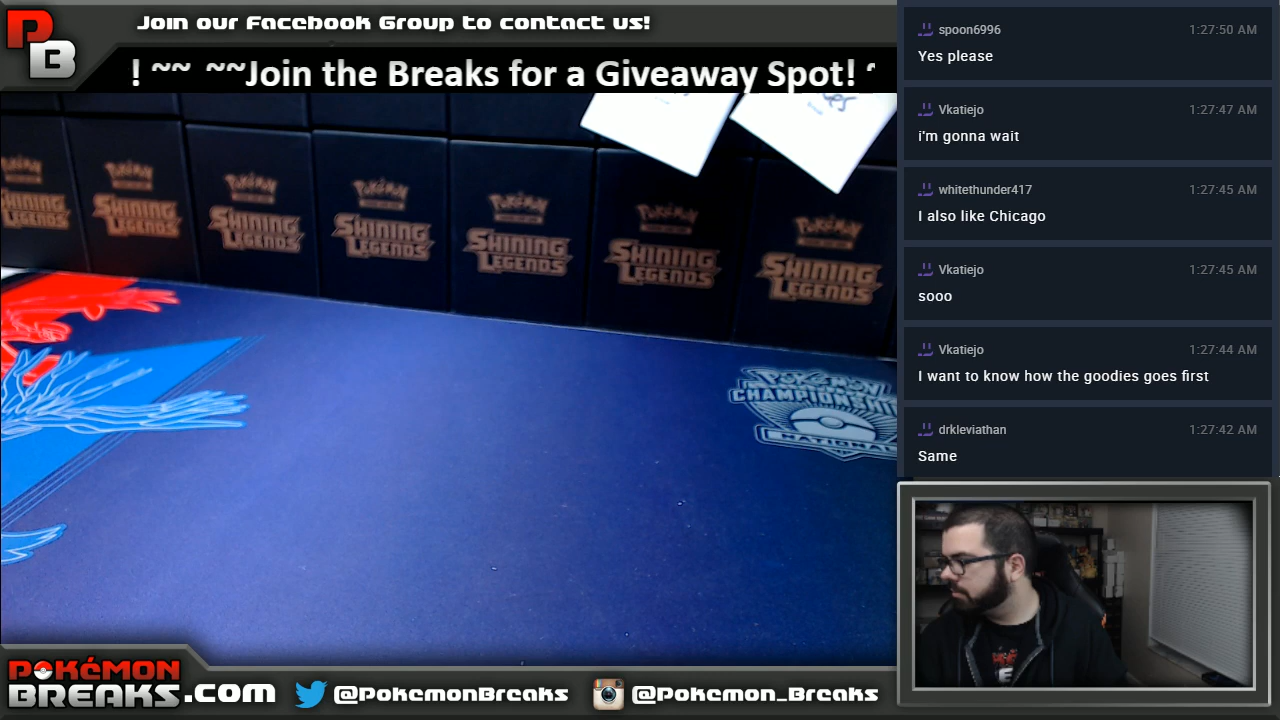 PB
Join our Facebook Group to contact us!
! ~~ ~~Join the Breaks for a Giveaway Spot!
Pokémon
SHINING
LEGENDS
Pokémon
SHINING
LEGENDS
Pokémon
SHINING
LEGENDS
Pokémon
SHINING
LEGENDS
Pokémon
SHINING
LEGENDS
Pokémon
SHINING
LEGENDS
Pokémon
SHINING
LEGENDS
POKÉMON
NATIONAL
POKéMON
BREAKS.com
@PokemonBreaks
@Pokemon_Breaks
spoon6996 1:27:50 AM
Yes please
Vkatiejo 1:27:47 AM
i'm gonna wait
whitethunder417 1:27:45 AM
I also like Chicago
Vkatiejo 1:27:45 AM
sooo
Vkatiejo 1:27:44 AM
I want to know how the goodies goes first
drkleviathan 1:27:42 AM
Same